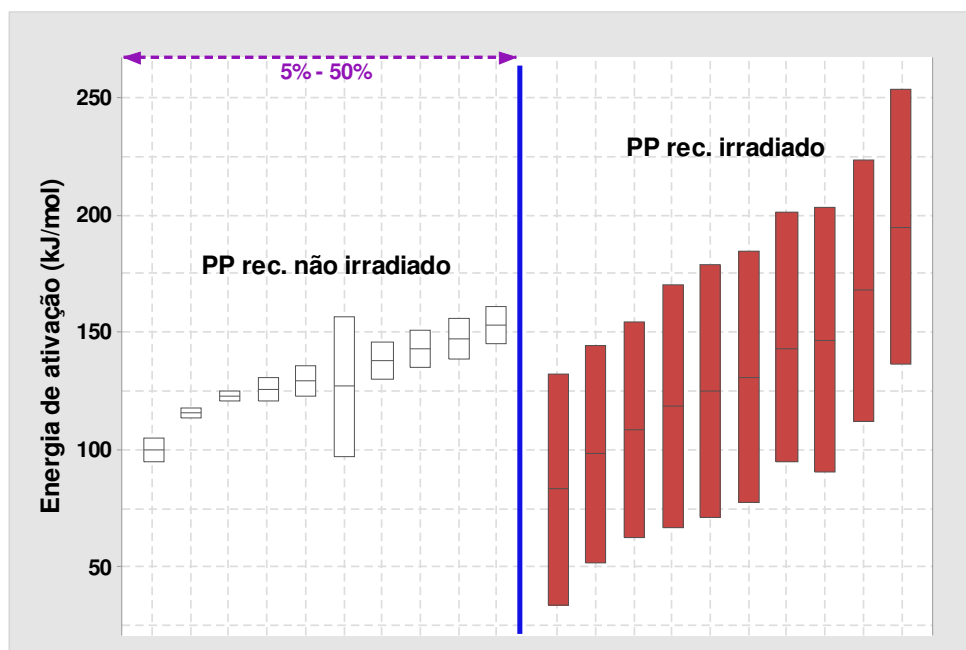 5% - 50%
250
200
150
100
50
Energia de ativação (kJ/mol)
PP rec. não irradiado
PP rec. irradiado